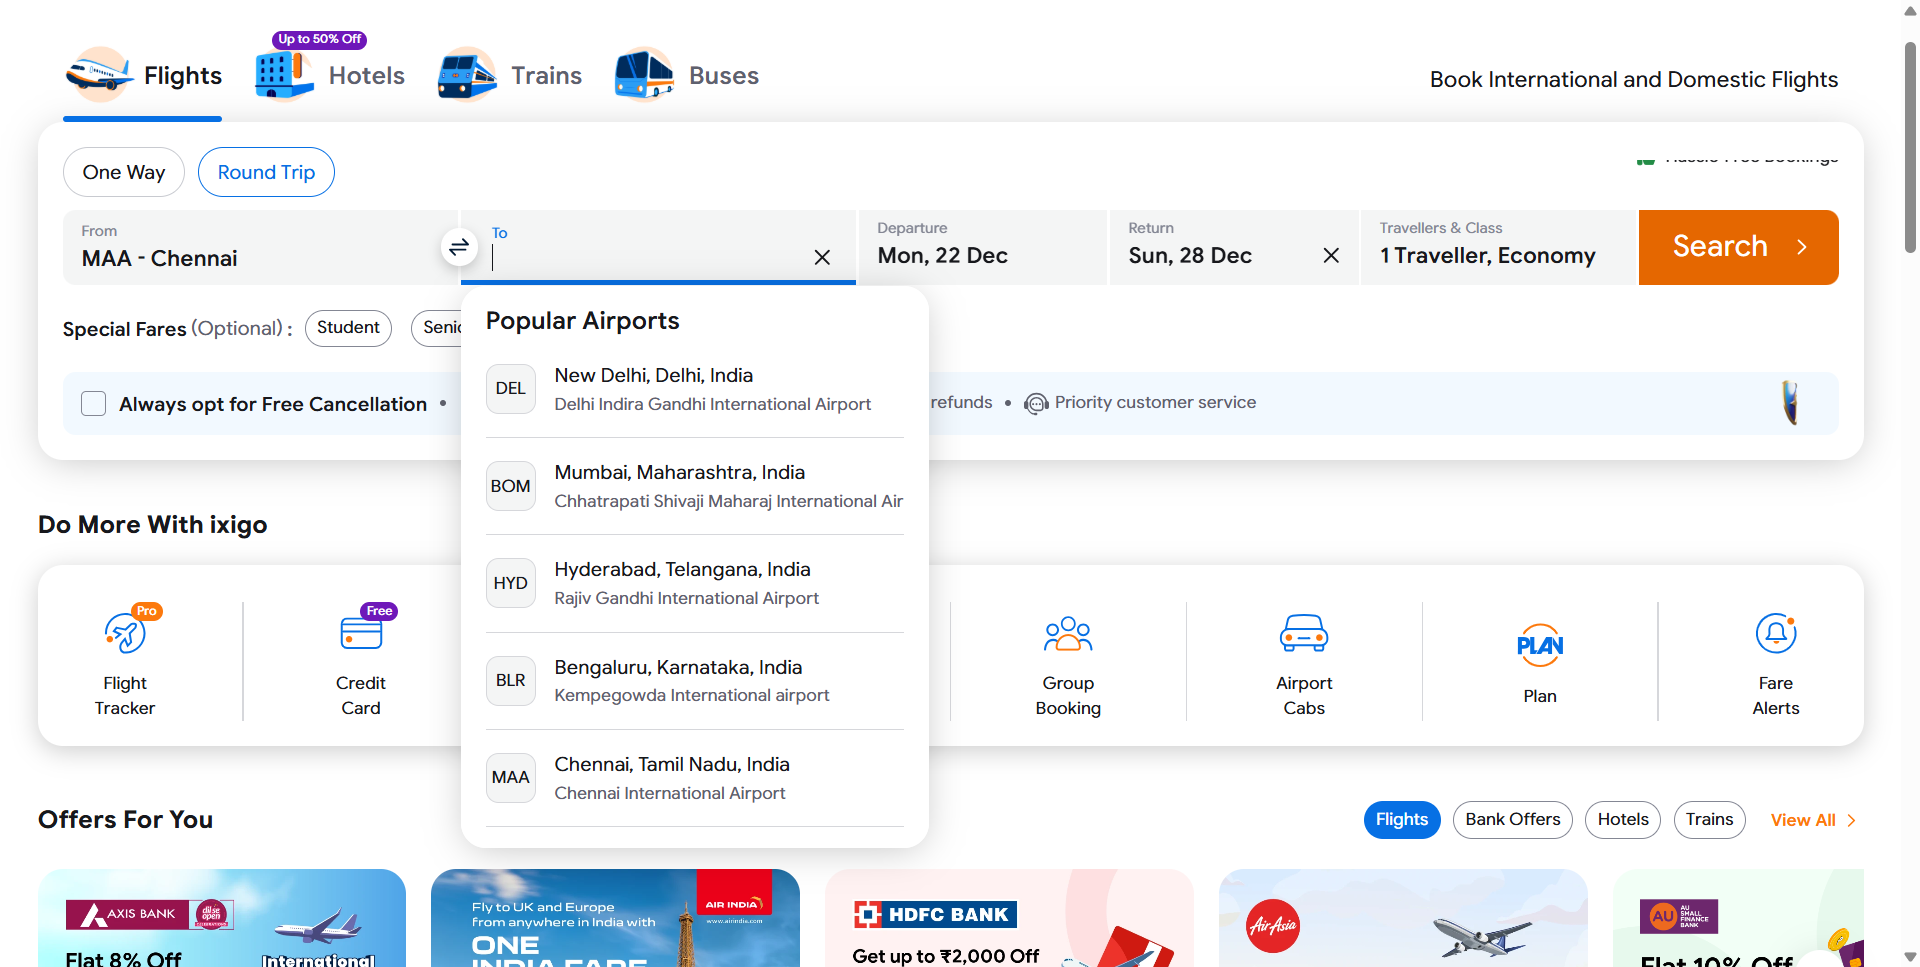 Up to 50% Off
Flights
Hotels
Trains
Buses
Book International and Domestic Flights
One Way
Round Trip
From
MAA - Chennai
To
Departure
Mon, 22 Dec
Return
Sun, 28 Dec
Travellers & Class
1 Traveller, Economy
Search
Special Fares (Optional) :
Student
Popular Airports
DEL
New Delhi, Delhi, India
Delhi Indira Gandhi International Airport
Always opt for Free Cancellation •
refunds • Priority customer service
BOM
Mumbai, Maharashtra, India
Chhatrapati Shivaji Maharaj International Air
HYD
Hyderabad, Telangana, India
Rajiv Gandhi International Airport
BLR
Bengaluru, Karnataka, India
Kempegowda International airport
MAA
Chennai, Tamil Nadu, India
Chennai International Airport
Do More With ixigo
Pro
Flight
Tracker
Free
Credit
Card
Group
Booking
Airport
Cabs
PLAN
Plan
Fare
Alerts
Offers For You
Flights
Bank Offers
Hotels
Trains
View All
AXIS BANK
dil se
open
Flat 8% Off
International
Fly to UK and Europe
from anywhere in India with
ONE
INDIA FARE
AIR INDIA
www.airindia.com
HDFC BANK
Get up to ₹2,000 Off
AirAsia
AU
AU
SMALL
FINANCE
BANK
Flat 10% Off